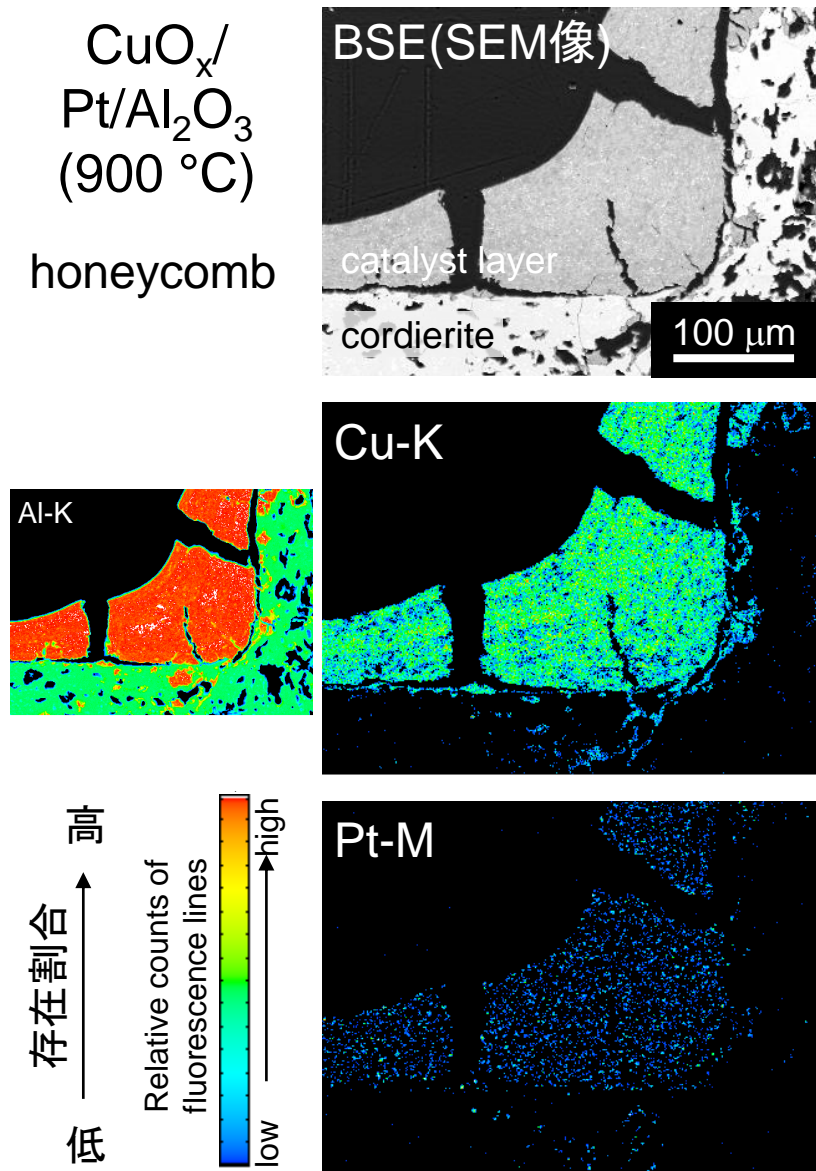 CuOₓ/
Pt/Al₂O₃
(900 °C)
honeycomb
BSE(SEM像)
catalyst layer
cordierite
100 μm
Al-K
Cu-K
高
存在割合
低
Relative counts of
fluorescence lines
high
low
Pt-M